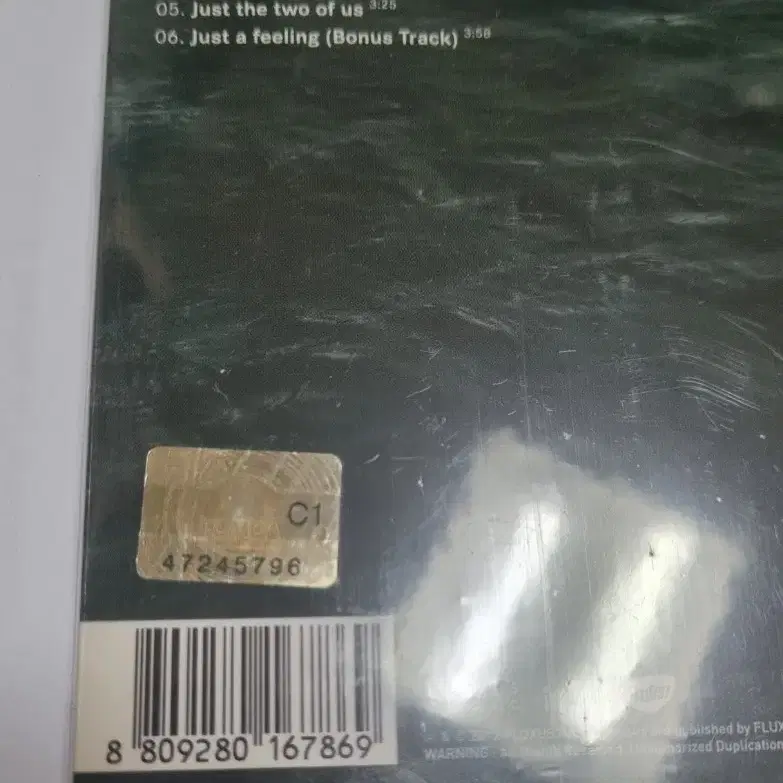 05. Just the two of us 3:25
06. Just a feeling (Bonus Track) 3:58
C1
47245796
8 809280 167869
published by FLUX
WARNING
Unauthorized Duplication